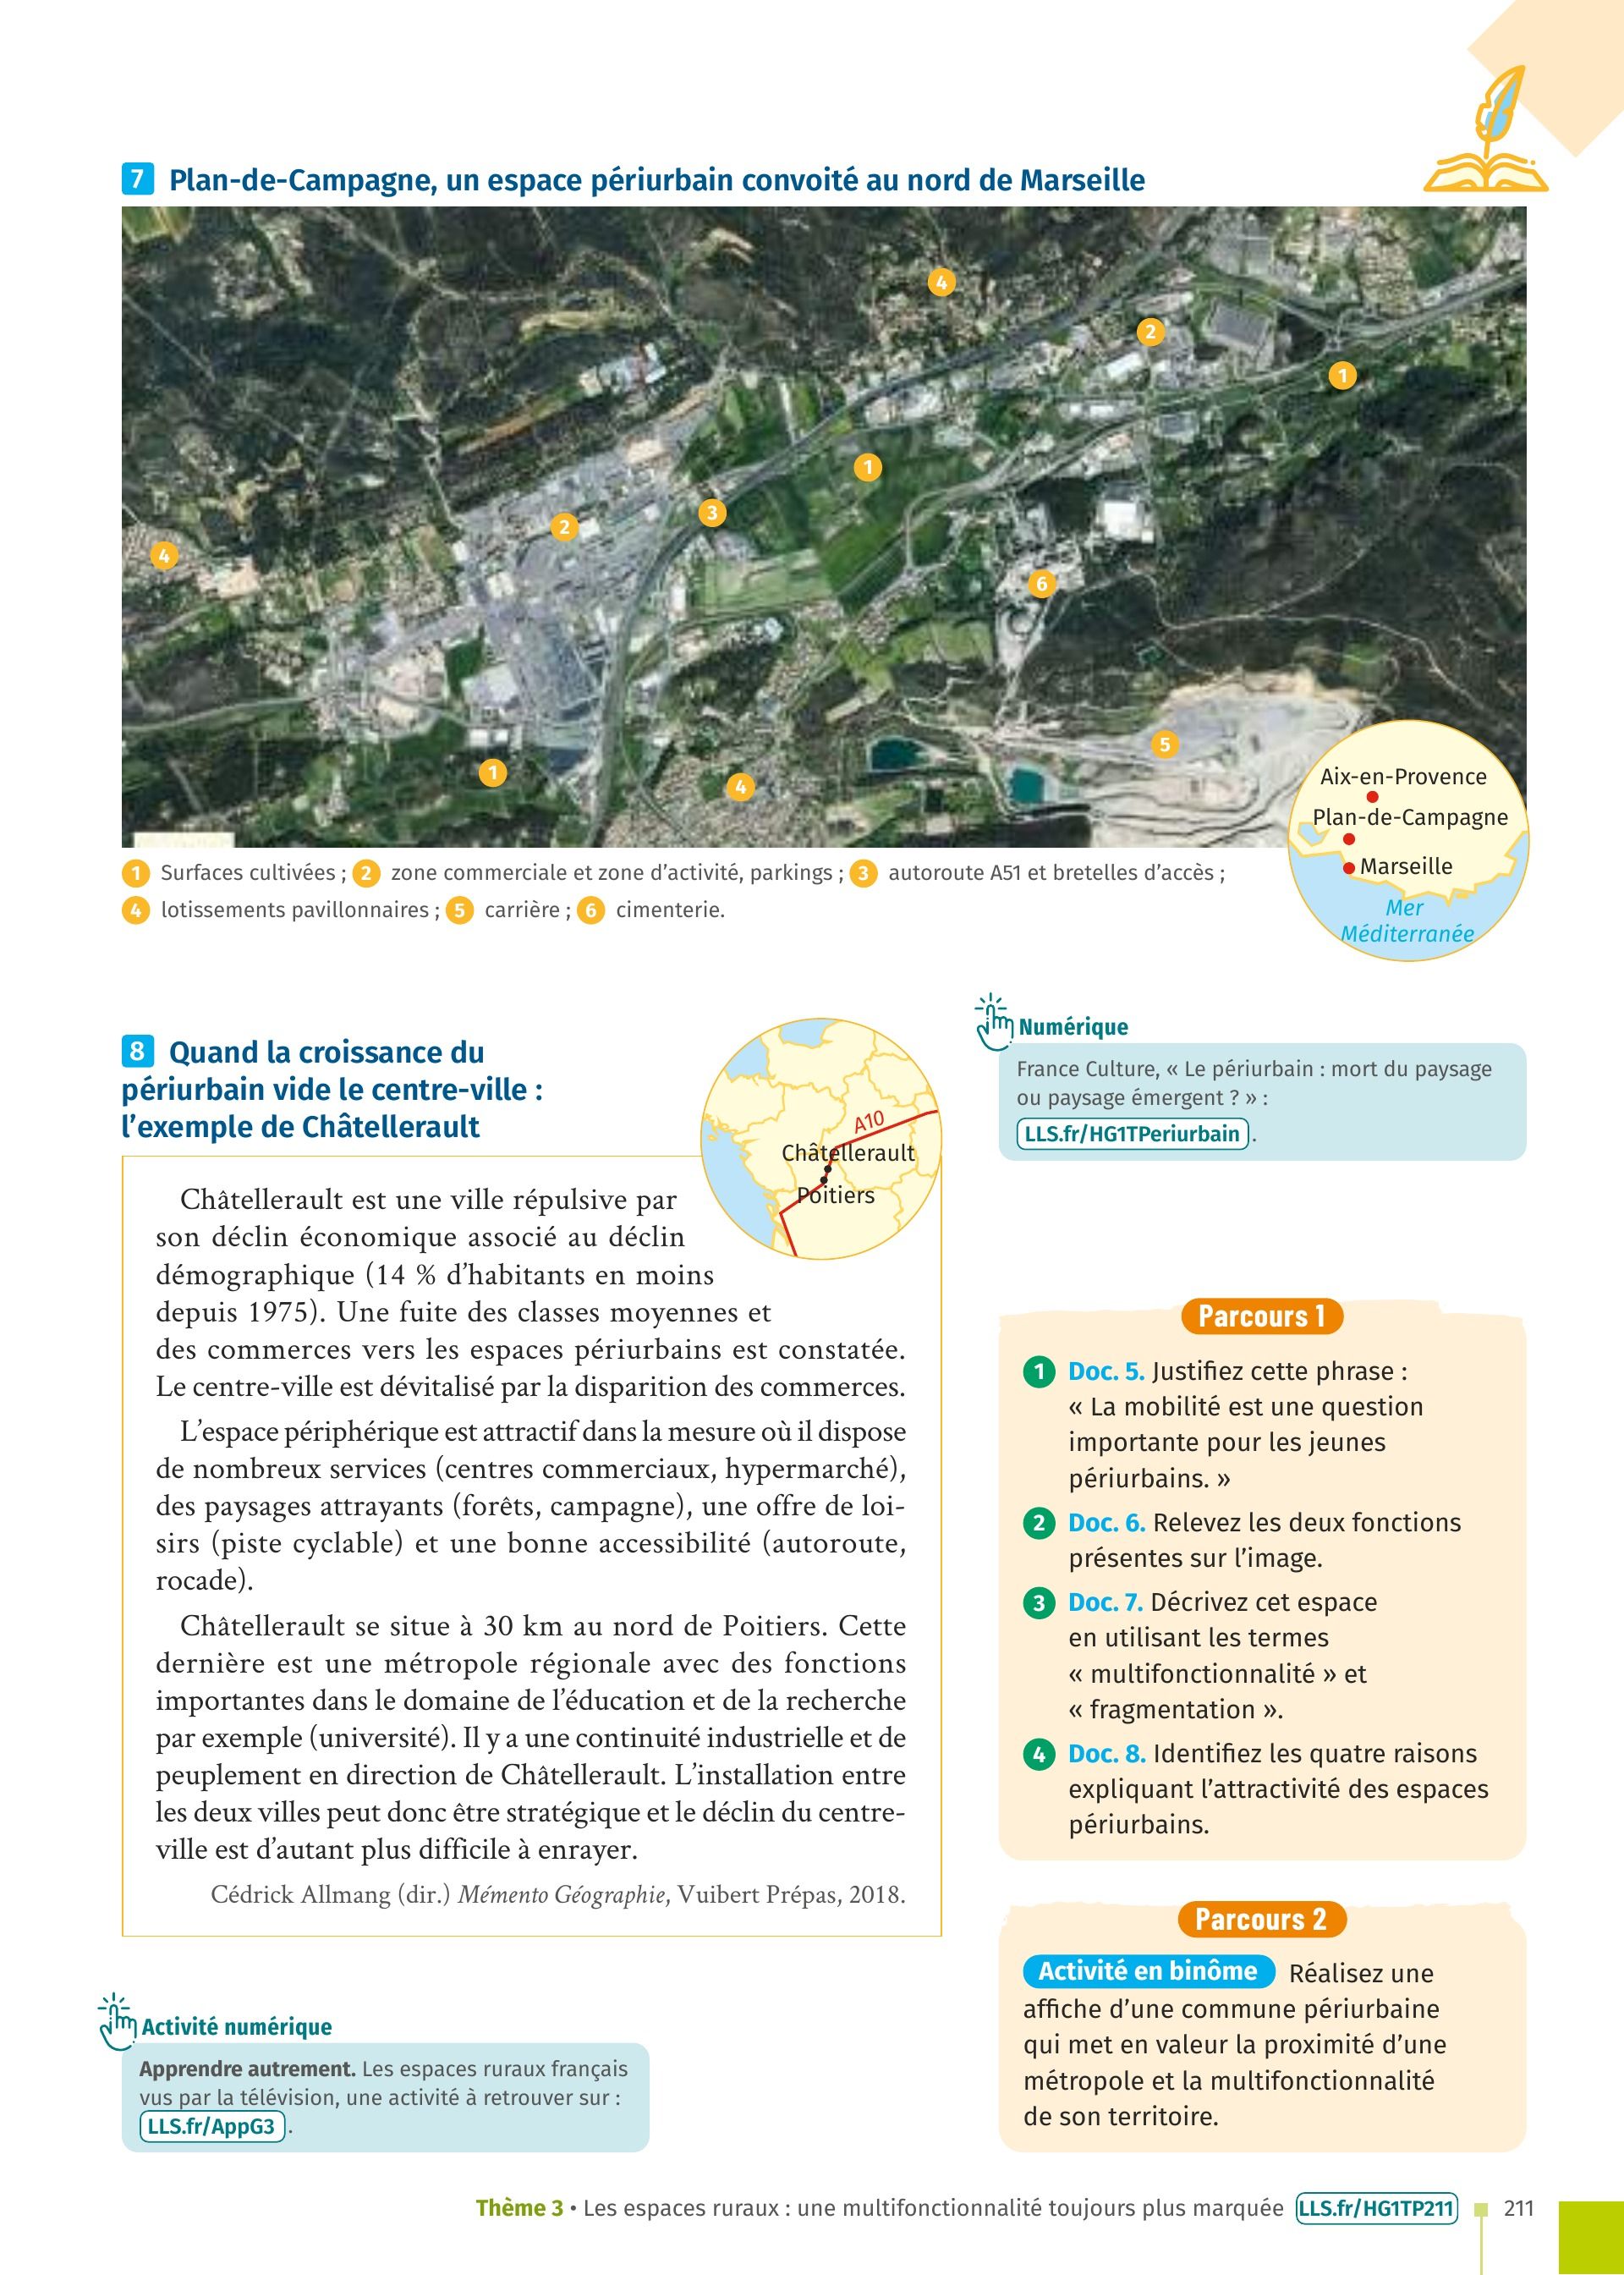 7 Plan-de-Campagne, un espace périurbain convoité au nord de Marseille
4
2
1
1
3
2
4
6
5
1
4
Aix-en-Provence
Plan-de-Campagne
Marseille
Mer
Méditerranée
1 Surfaces cultivées ; 2 zone commerciale et zone d’activité, parkings ; 3 autoroute A51 et bretelles d’accès ;
4 lotissements pavillonnaires ; 5 carrière ; 6 cimenterie.
8 Quand la croissance du
périurbain vide le centre-ville :
l’exemple de Châtellerault
A10
Châtellerault
Poitiers
Châtellerault est une ville répulsive par
son déclin économique associé au déclin
démographique (14 % d’habitants en moins
depuis 1975). Une fuite des classes moyennes et
des commerces vers les espaces périurbains est constatée.
Le centre-ville est dévitalisé par la disparition des commerces.
L’espace périphérique est attractif dans la mesure où il dispose
de nombreux services (centres commerciaux, hypermarché),
des paysages attrayants (forêts, campagne), une offre de loi-
sirs (piste cyclable) et une bonne accessibilité (autoroute,
rocade).
Châtellerault se situe à 30 km au nord de Poitiers. Cette
dernière est une métropole régionale avec des fonctions
importantes dans le domaine de l’éducation et de la recherche
par exemple (université). Il y a une continuité industrielle et de
peuplement en direction de Châtellerault. L’installation entre
les deux villes peut donc être stratégique et le déclin du centre-
ville est d’autant plus difficile à enrayer.
Cédrick Allmang (dir.) Mémento Géographie, Vuibert Prépas, 2018.
Activité numérique
Apprendre autrement. Les espaces ruraux français
vus par la télévision, une activité à retrouver sur :
LLS.fr/AppG3 .
Numérique
France Culture, « Le périurbain : mort du paysage
ou paysage émergent ? » :
LLS.fr/HG1TPeriurbain .
Parcours 1
1 Doc. 5. Justifiez cette phrase :
« La mobilité est une question
importante pour les jeunes
périurbains. »
2 Doc. 6. Relevez les deux fonctions
présentes sur l’image.
3 Doc. 7. Décrivez cet espace
en utilisant les termes
« multifonctionnalité » et
« fragmentation ».
4 Doc. 8. Identifiez les quatre raisons
expliquant l’attractivité des espaces
périurbains.
Parcours 2
Activité en binôme Réalisez une
affiche d’une commune périurbaine
qui met en valeur la proximité d’une
métropole et la multifonctionnalité
de son territoire.
Thème 3 • Les espaces ruraux : une multifonctionnalité toujours plus marquée LLS.fr/HG1TP211 211